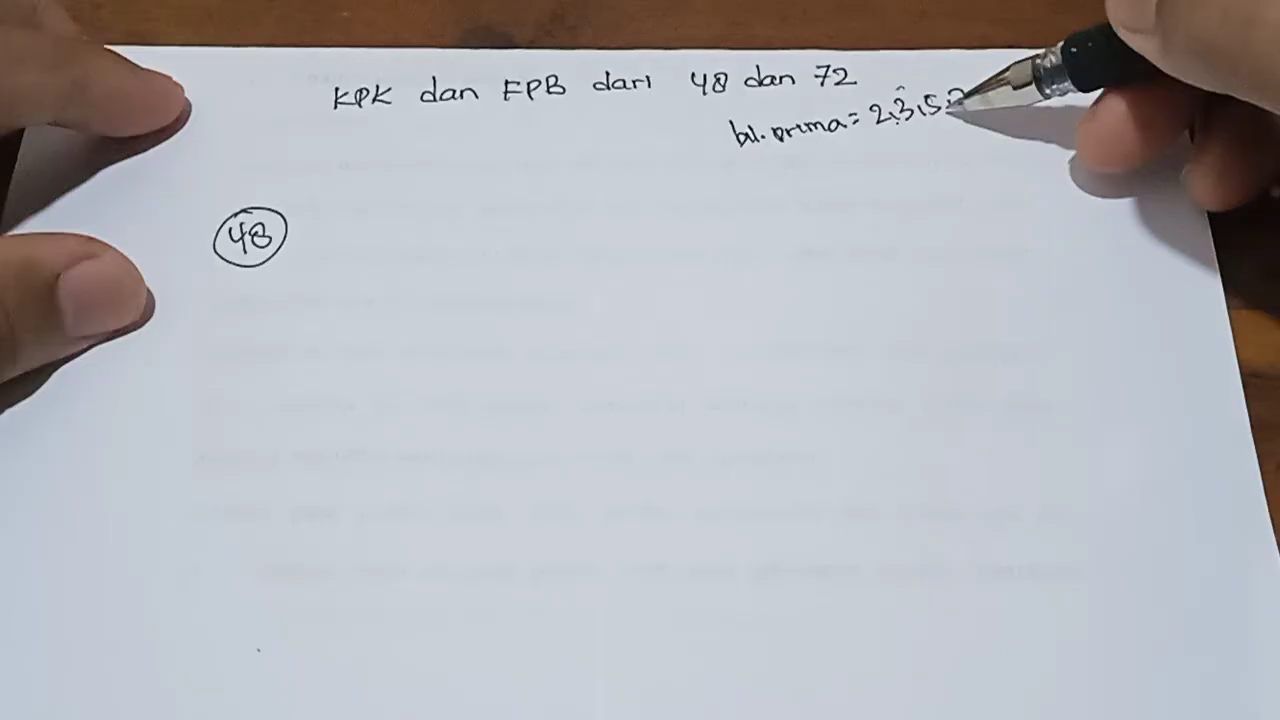 KPK dan FPB dari 48 dan 72
bil. prima = 2,3,5,
48